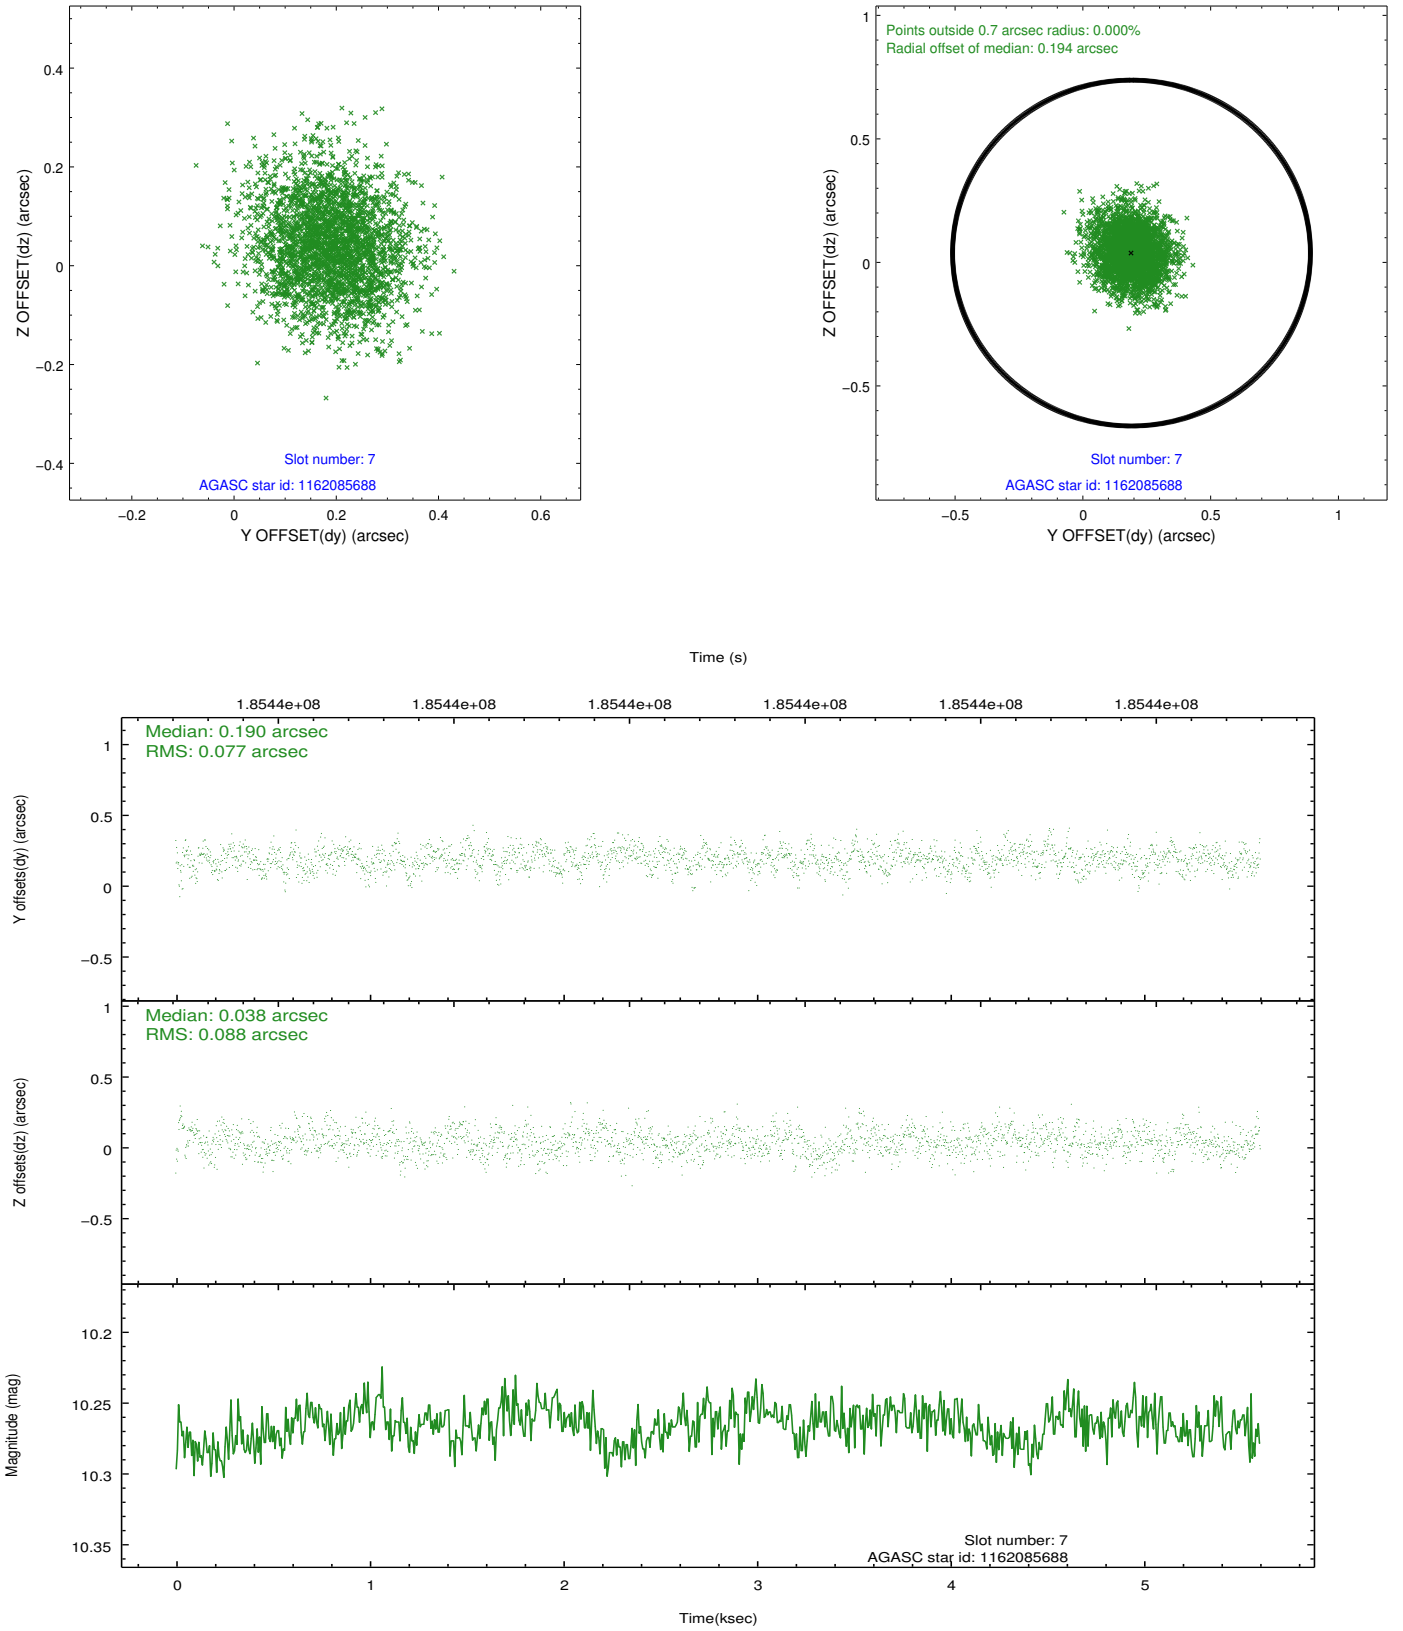 0.4
0.2
0
−0.2
−0.4
Z OFFSET(dz) (arcsec)
Slot number: 7
AGASC star id: 1162085688
−0.2 0 0.2 0.4 0.6
Y OFFSET(dy) (arcsec)
Points outside 0.7 arcsec radius: 0.000%
Radial offset of median: 0.194 arcsec
1
0.5
0
−0.5
Z OFFSET(dz) (arcsec)
Slot number: 7
AGASC star id: 1162085688
−0.5 0 0.5 1
Y OFFSET(dy) (arcsec)
Time (s)
1.8544e+08 1.8544e+08 1.8544e+08 1.8544e+08 1.8544e+08 1.8544e+08
Median: 0.190 arcsec
RMS: 0.077 arcsec
1
0.5
0
−0.5
Y offsets(dy) (arcsec)
Median: 0.038 arcsec
RMS: 0.088 arcsec
1
0.5
0
−0.5
Z offsets(dz) (arcsec)
10.2
10.25
10.3
10.35
Magnitude (mag)
Slot number: 7
AGASC star id: 1162085688
0 1 2 3 4 5
Time(ksec)